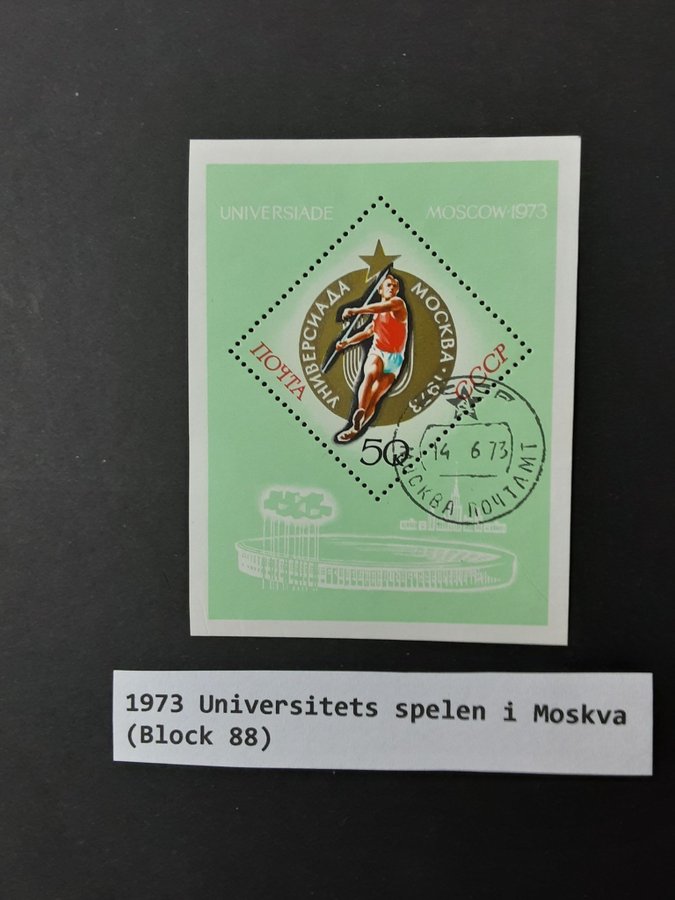 UNIVERSIADE MOSCOW·1973
УНИВЕРСИАДА МОСКВА·1973
ПОЧТА СССР
50к
14 6 73
МОСКВА ПОЧТАМТ
1973 Universitets spelen i Moskva
(Block 88)